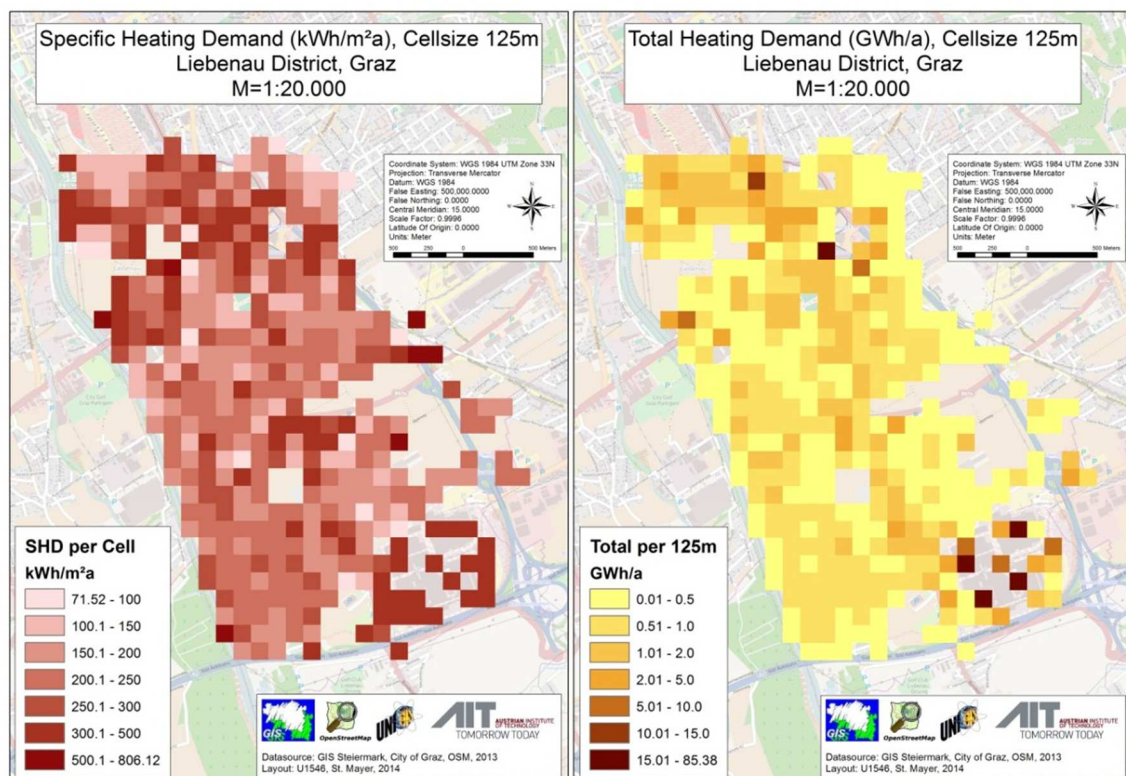 Specific Heating Demand (kWh/m²a), Cellsize 125m
Liebenau District, Graz
M=1:20.000
Coordinate System: WGS 1984 UTM Zone 33N
Projection: Transverse Mercator
Datum: WGS 1984
False Easting: 500,000.0000
False Northing: 0.0000
Central Meridian: 15.0000
Scale Factor: 0.9996
Latitude Of Origin: 0.0000
Units: Meter
500 250 0 500 Meters
SHD per Cell
kWh/m²a
71.52 - 100
100.1 - 150
150.1 - 200
200.1 - 250
250.1 - 300
300.1 - 500
500.1 - 806.12
GIS
OpenStreetMap
UNI
AIT
AUSTRIAN INSTITUTE
OF TECHNOLOGY
TOMORROW TODAY
Datasource: GIS Steiermark, City of Graz, OSM, 2013
Layout: U1546, St. Mayer, 2014
Total Heating Demand (GWh/a), Cellsize 125m
Liebenau District, Graz
M=1:20.000
Coordinate System: WGS 1984 UTM Zone 33N
Projection: Transverse Mercator
Datum: WGS 1984
False Easting: 500,000.0000
False Northing: 0.0000
Central Meridian: 15.0000
Scale Factor: 0.9996
Latitude Of Origin: 0.0000
Units: Meter
500 250 0 500 Meters
Total per 125m
GWh/a
0.01 - 0.5
0.51 - 1.0
1.01 - 2.0
2.01 - 5.0
5.01 - 10.0
10.01 - 15.0
15.01 - 85.38
GIS
OpenStreetMap
UNI
AIT
AUSTRIAN INSTITUTE
OF TECHNOLOGY
TOMORROW TODAY
Datasource: GIS Steiermark, City of Graz, OSM, 2013
Layout: U1546, St. Mayer, 2014